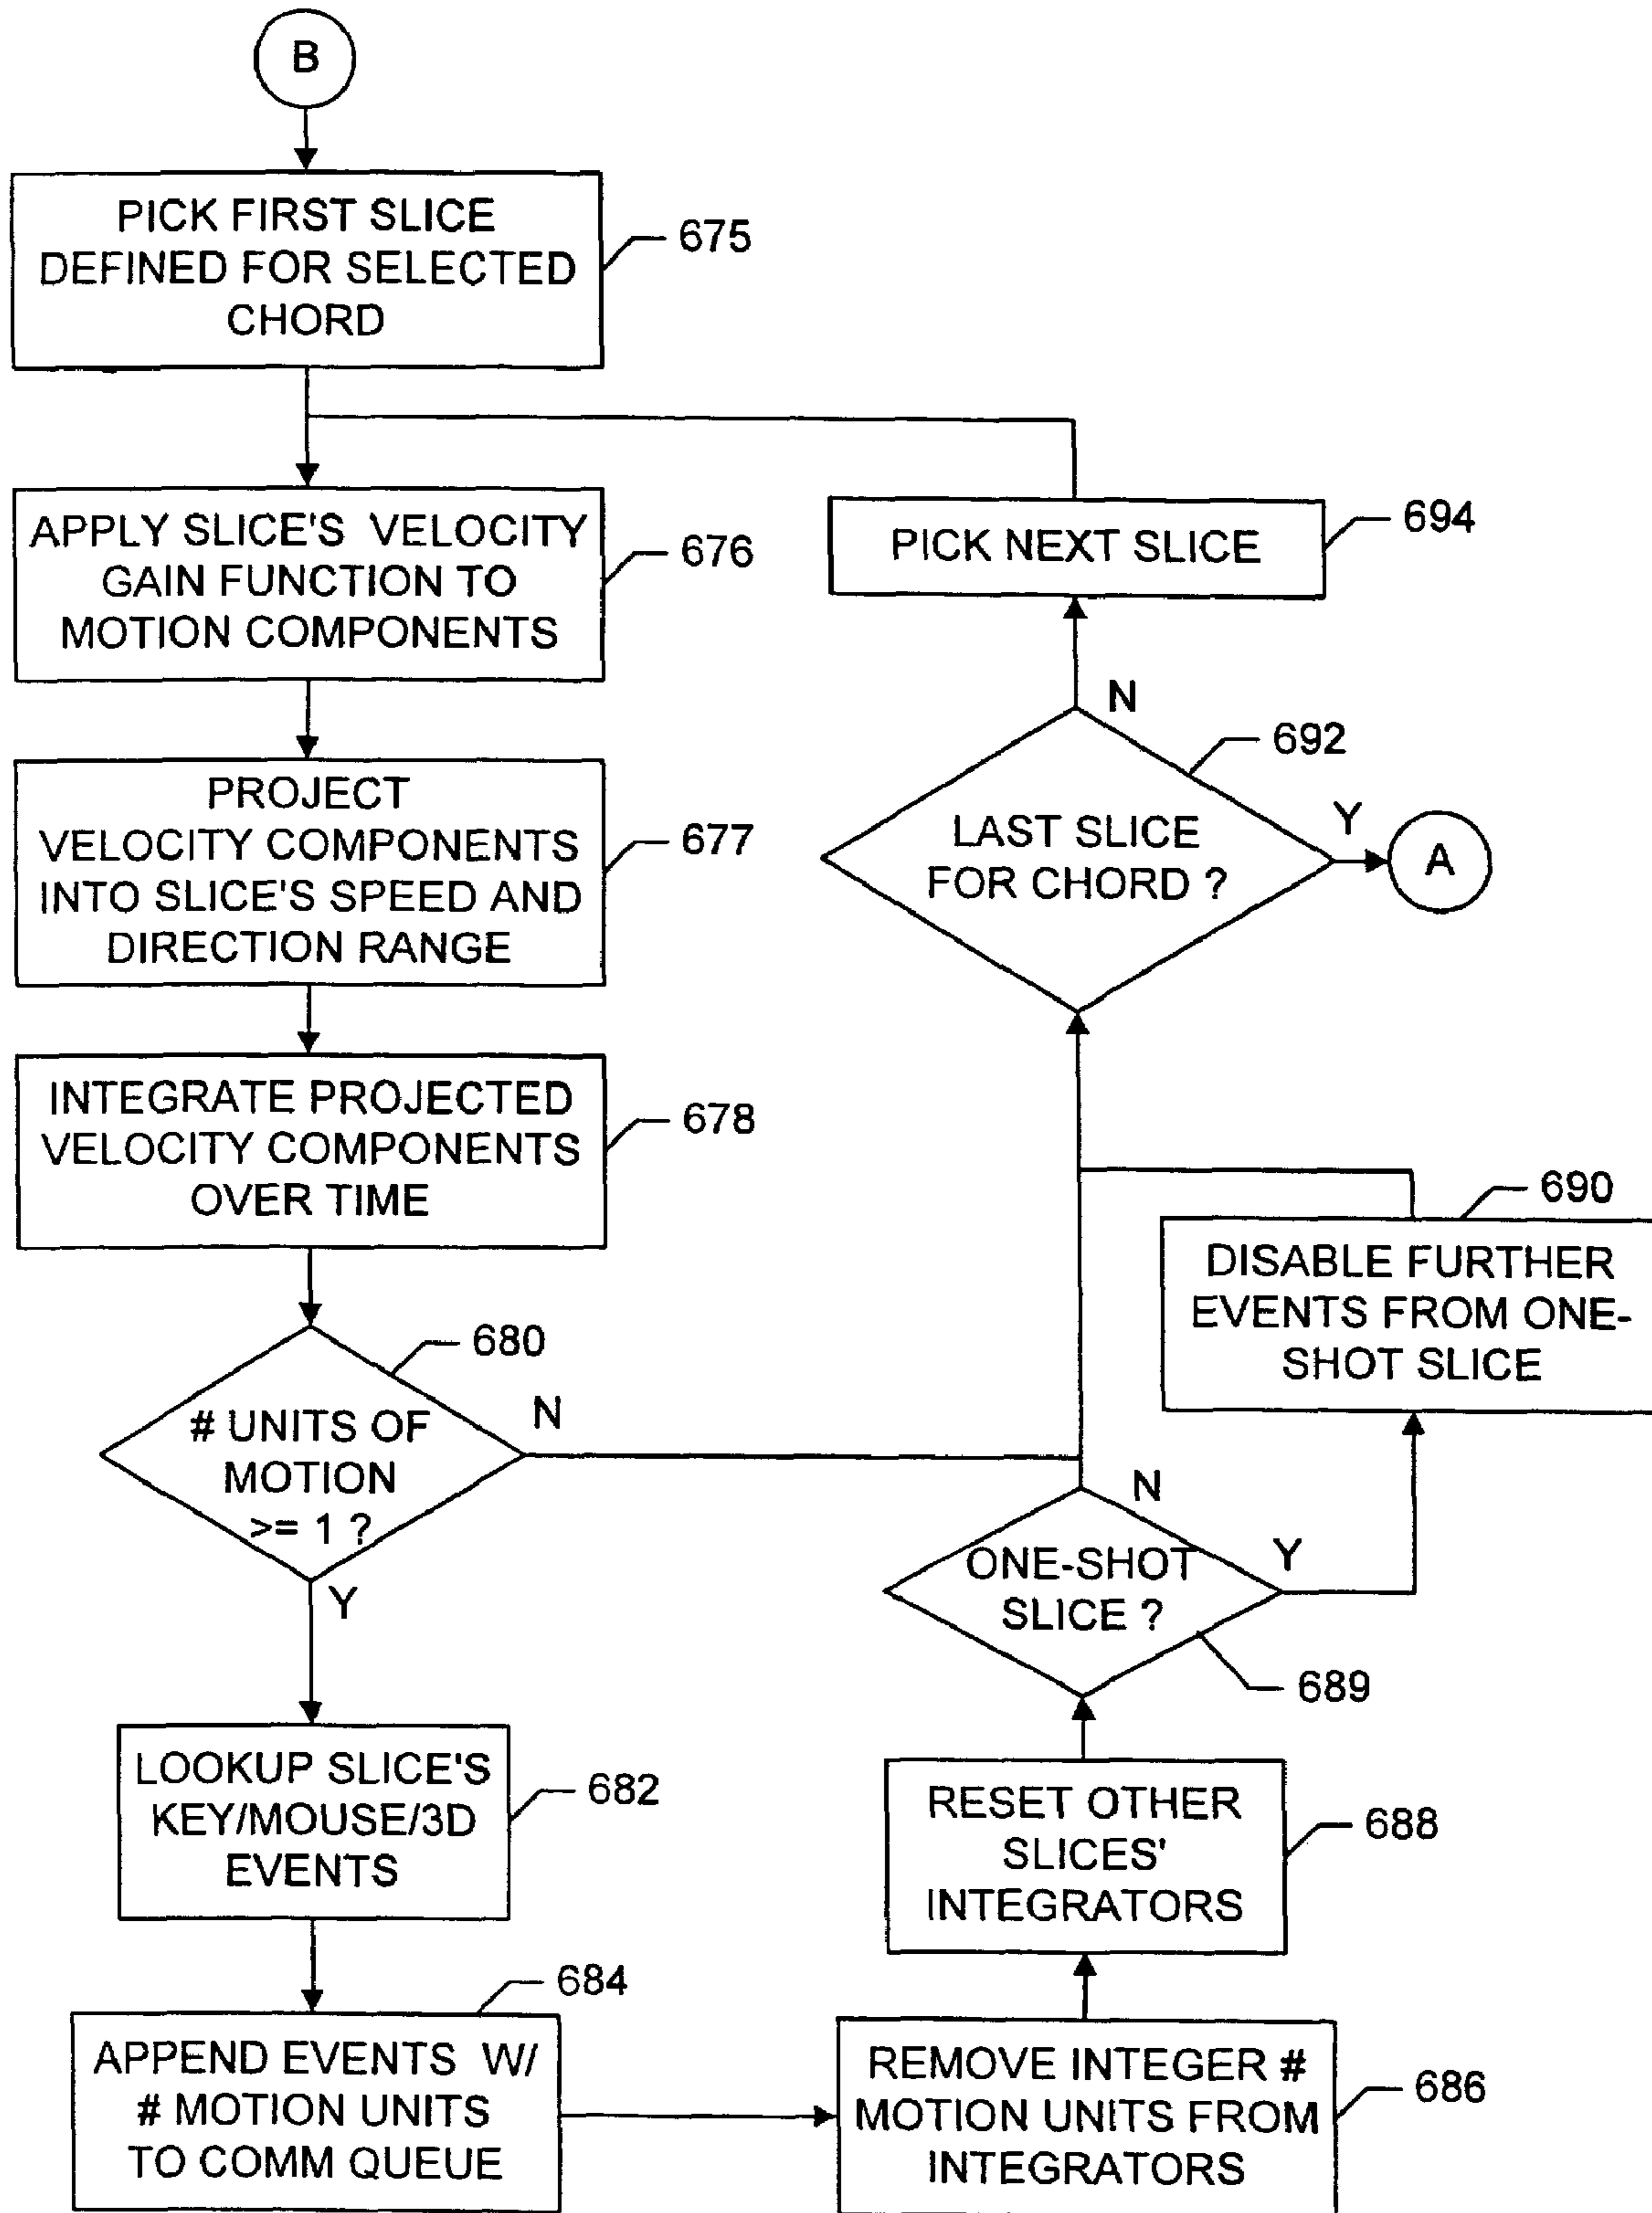 B
PICK FIRST SLICE
DEFINED FOR SELECTED
CHORD
675
APPLY SLICE'S VELOCITY
GAIN FUNCTION TO
MOTION COMPONENTS
676
PROJECT
VELOCITY COMPONENTS
INTO SLICE'S SPEED AND
DIRECTION RANGE
677
INTEGRATE PROJECTED
VELOCITY COMPONENTS
OVER TIME
678
# UNITS OF
MOTION
>= 1 ?
680
N
Y
LOOKUP SLICE'S
KEY/MOUSE/3D
EVENTS
682
APPEND EVENTS W/
# MOTION UNITS
TO COMM QUEUE
684
REMOVE INTEGER #
MOTION UNITS FROM
INTEGRATORS
686
RESET OTHER
SLICES'
INTEGRATORS
688
ONE-SHOT
SLICE ?
689
N
Y
DISABLE FURTHER
EVENTS FROM ONE-
SHOT SLICE
690
LAST SLICE
FOR CHORD ?
692
N
Y
A
PICK NEXT SLICE
694